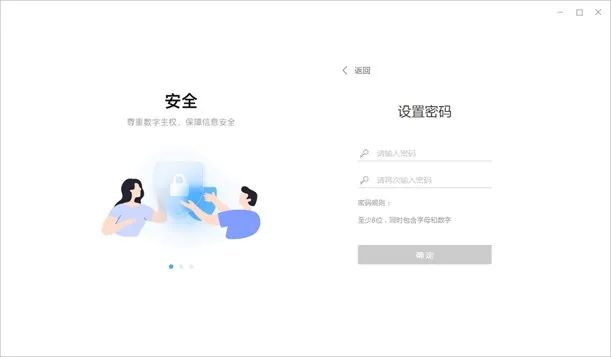 返回
安全
尊重数字主权，保障信息安全
设置密码
请输入密码
请再次输入密码
密码规则：
至少8位，同时包含字母和数字
确定